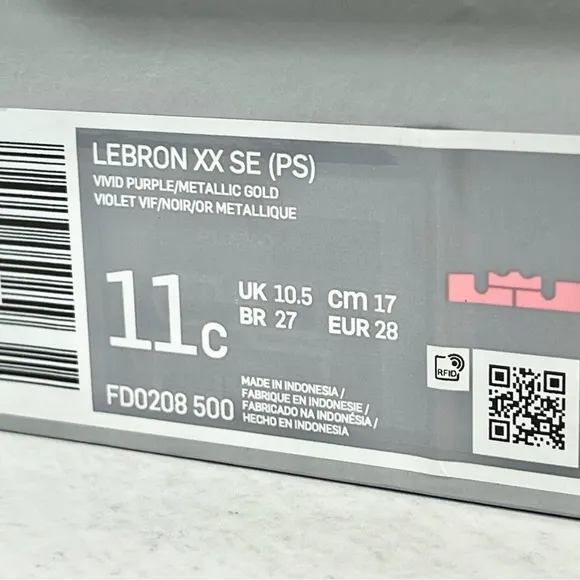 LEBRON XX SE (PS)
VIVID PURPLE/METALLIC GOLD
VIOLET VIF/NOIR/OR METALLIQUE
11C
UK 10.5 cm 17
BR 27 EUR 28
FD0208 500
MADE IN INDONESIA /
FABRIQUE EN INDONESIE /
FABRICADO NA INDONÉSIA /
HECHO EN INDONESIA
RFID